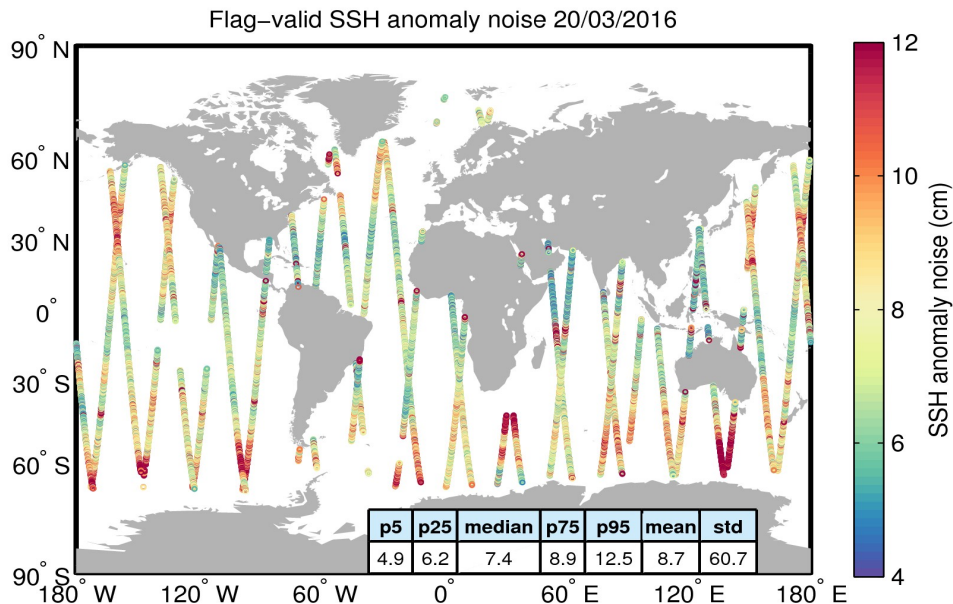 Flag−valid SSH anomaly noise 20/03/2016
90° N
60° N
30° N
0°
30° S
60° S
90° S
180° W 120° W 60° W 0° 60° E 120° E 180° E
p5 p25 median p75 p95 mean std
4.9 6.2 7.4 8.9 12.5 8.7 60.7
12
10
8
6
4
SSH anomaly noise (cm)